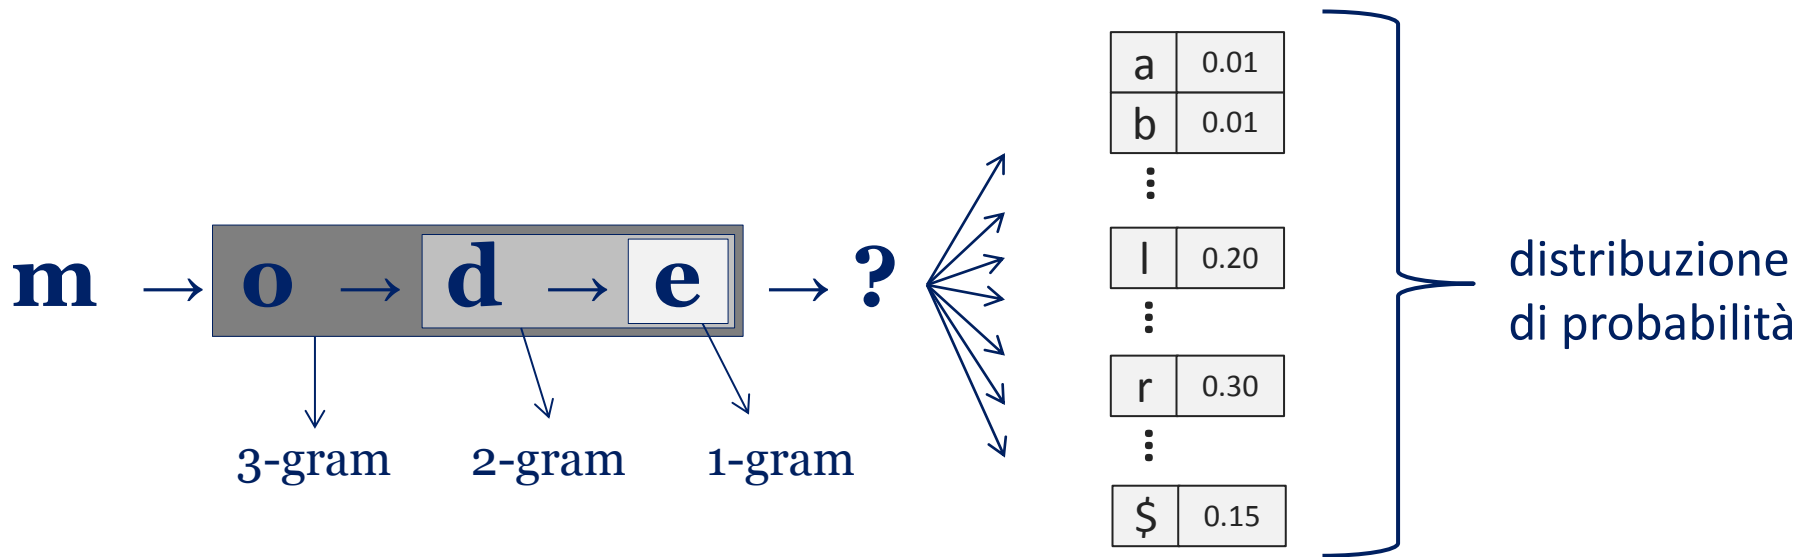 m → o → d → e → ?
3-gram 2-gram 1-gram
a 0.01
b 0.01
⋮
l 0.20
⋮
r 0.30
⋮
$ 0.15
distribuzione
di probabilità